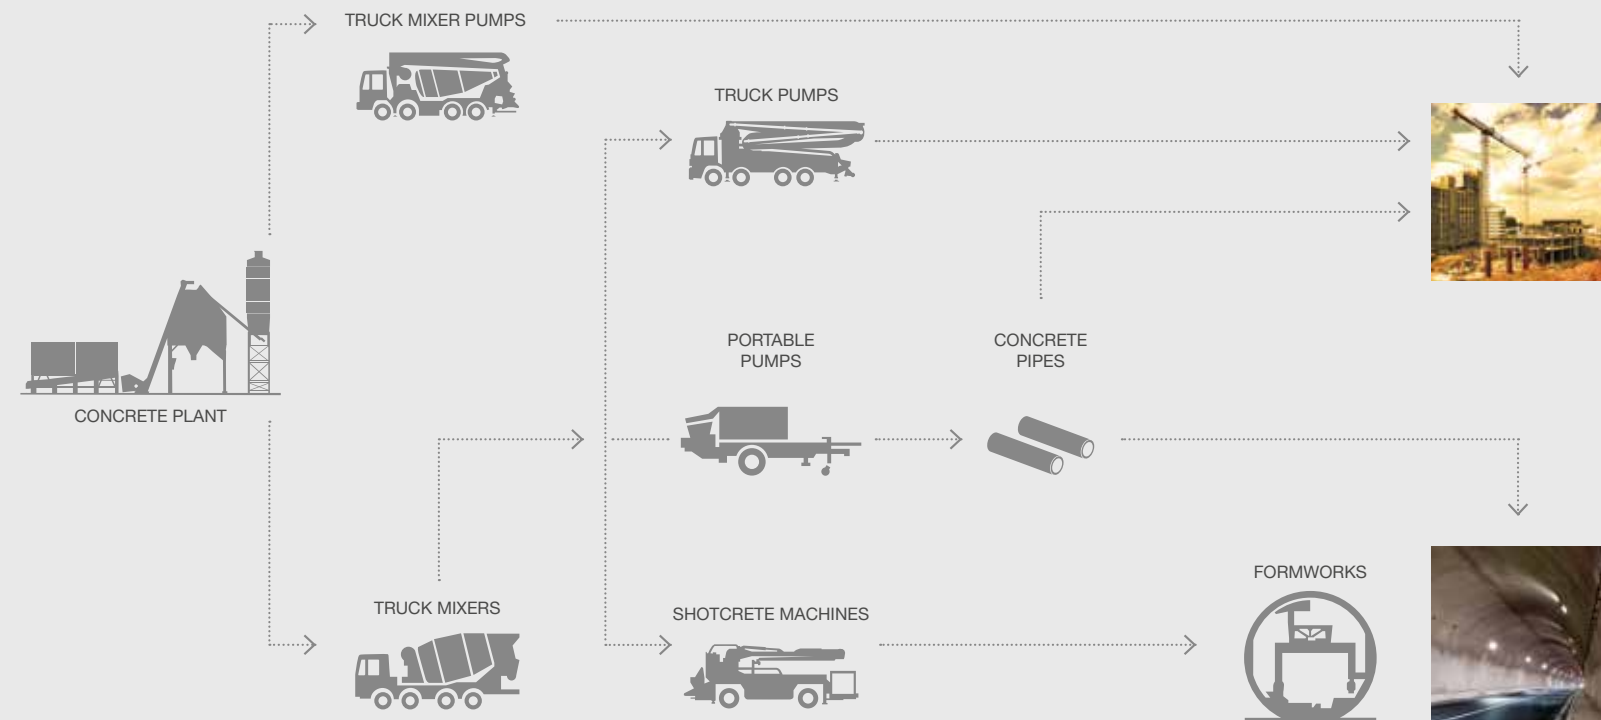 TRUCK MIXER PUMPS
TRUCK PUMPS
PORTABLE
PUMPS
CONCRETE
PIPES
CONCRETE PLANT
FORMWORKS
TRUCK MIXERS
SHOTCRETE MACHINES